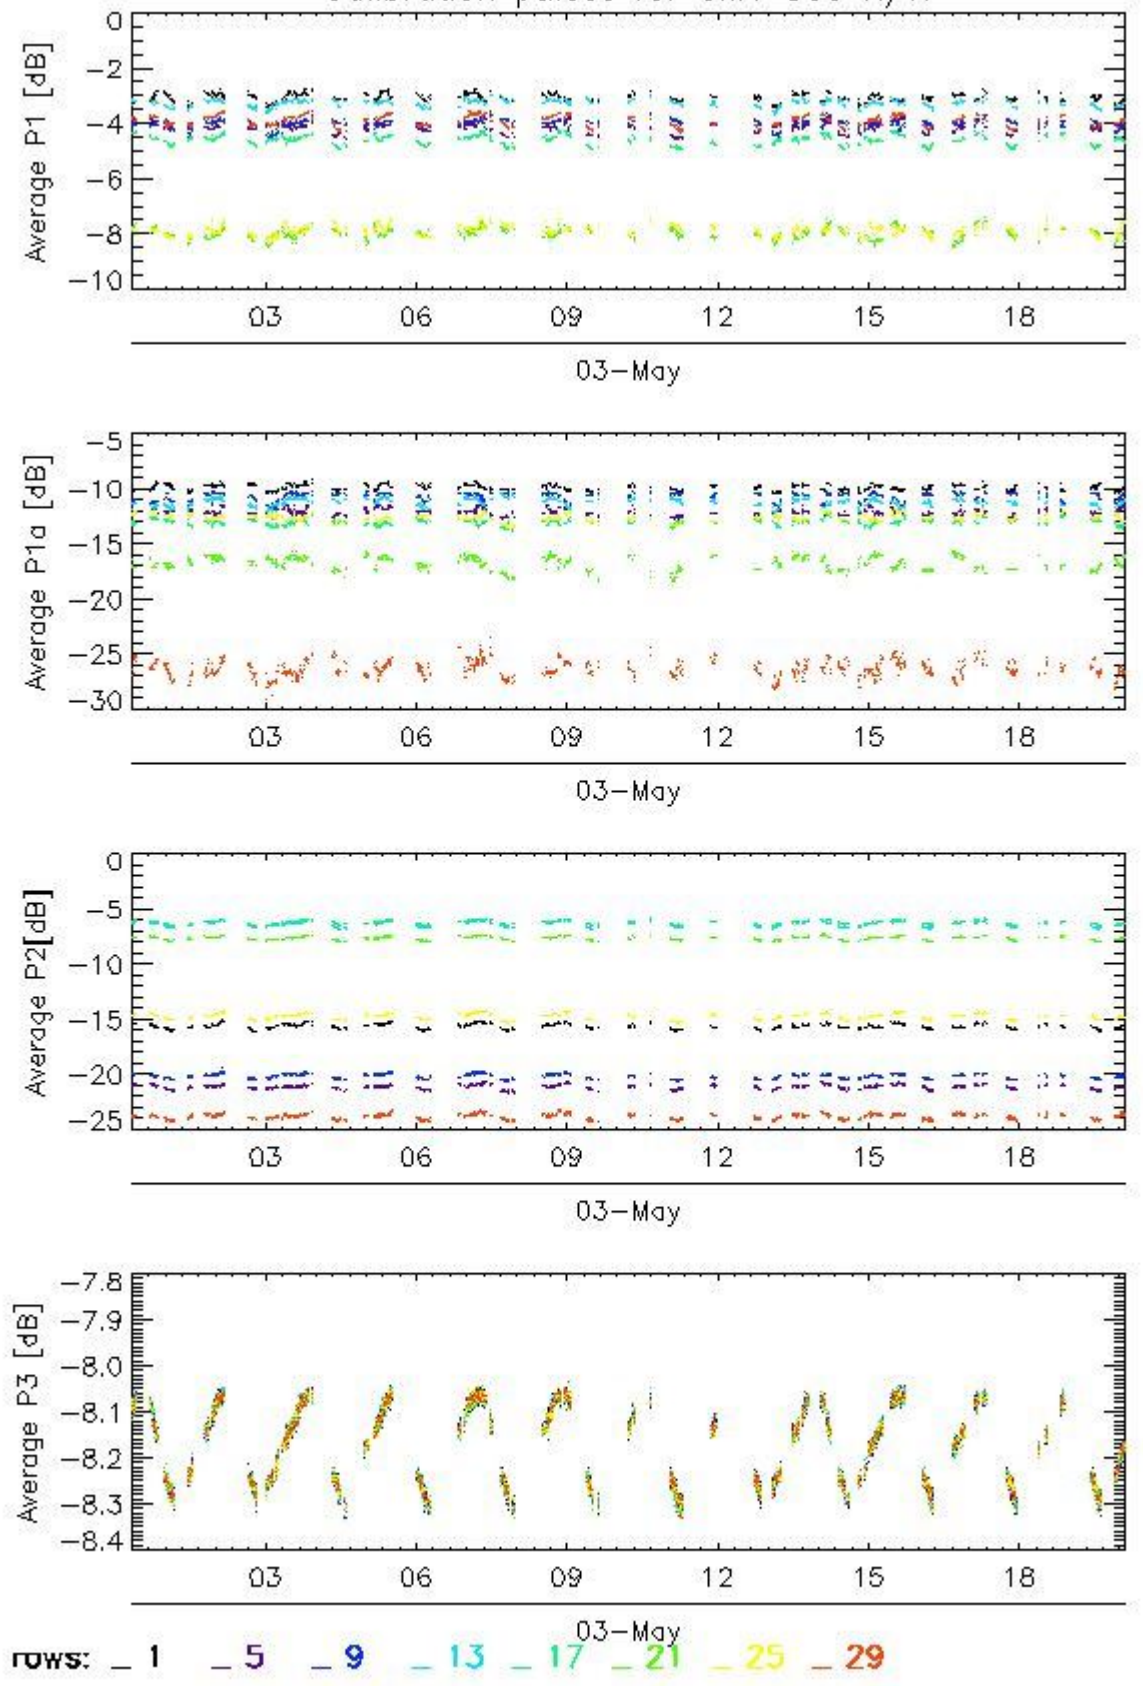 0
−2
−4
−6
−8
−10
Average P1 [dB]
03 06 09 12 15 18
03−May
−5
−10
−15
−20
−25
−30
Average P1a [dB]
03 06 09 12 15 18
03−May
0
−5
−10
−15
−20
−25
Average P2[dB]
03 06 09 12 15 18
03−May
−7.8
−7.9
−8.0
−8.1
−8.2
−8.3
−8.4
Average P3 [dB]
03 06 09 12 15 18
03−May
rows: _ 1 _ 5 _ 9 _ 13 _ 17 _ 21 _ 25 _ 29